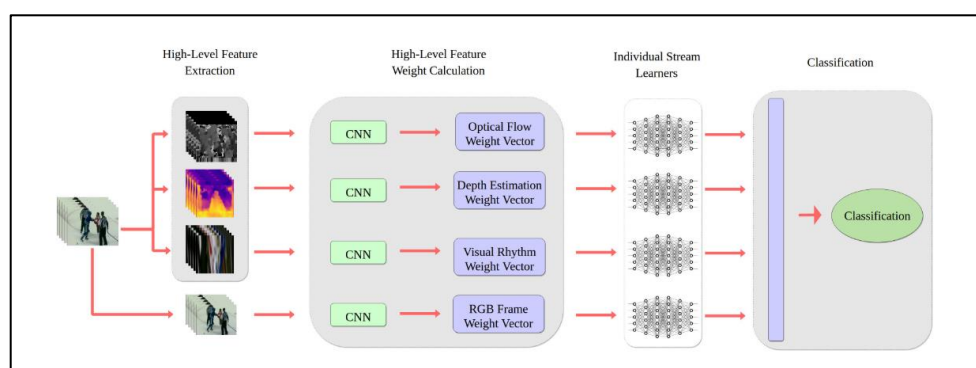 High-Level Feature
Extraction
High-Level Feature
Weight Calculation
Individual Stream
Learners
Classification
CNN
Optical Flow
Weight Vector
CNN
Depth Estimation
Weight Vector
CNN
Visual Rhythm
Weight Vector
CNN
RGB Frame
Weight Vector
Classification